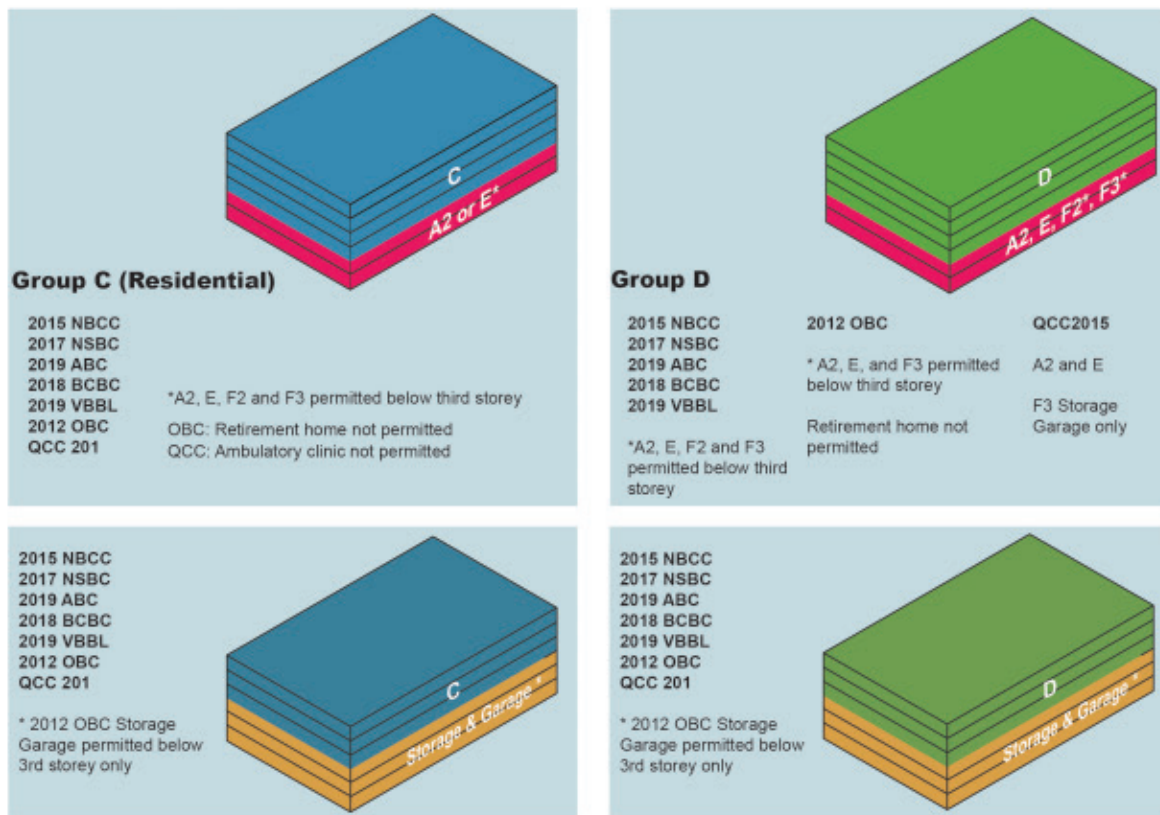 C
A2 or E*
Group C (Residential)
2015 NBCC
2017 NSBC
2019 ABC
2018 BCBC
2019 VBBL
2012 OBC
QCC 201
*A2, E, F2 and F3 permitted below third storey
OBC: Retirement home not permitted
QCC: Ambulatory clinic not permitted
D
A2, E, F2*, F3*
Group D
2015 NBCC
2017 NSBC
2019 ABC
2018 BCBC
2019 VBBL
*A2, E, F2 and F3
permitted below third
storey
2012 OBC
* A2, E, and F3 permitted
below third storey
Retirement home not
permitted
QCC2015
A2 and E
F3 Storage
Garage only
2015 NBCC
2017 NSBC
2019 ABC
2018 BCBC
2019 VBBL
2012 OBC
QCC 201
* 2012 OBC Storage
Garage permitted below
3rd storey only
C
Storage & Garage *
2015 NBCC
2017 NSBC
2019 ABC
2018 BCBC
2019 VBBL
2012 OBC
QCC 201
* 2012 OBC Storage
Garage permitted below
3rd storey only
D
Storage & Garage *